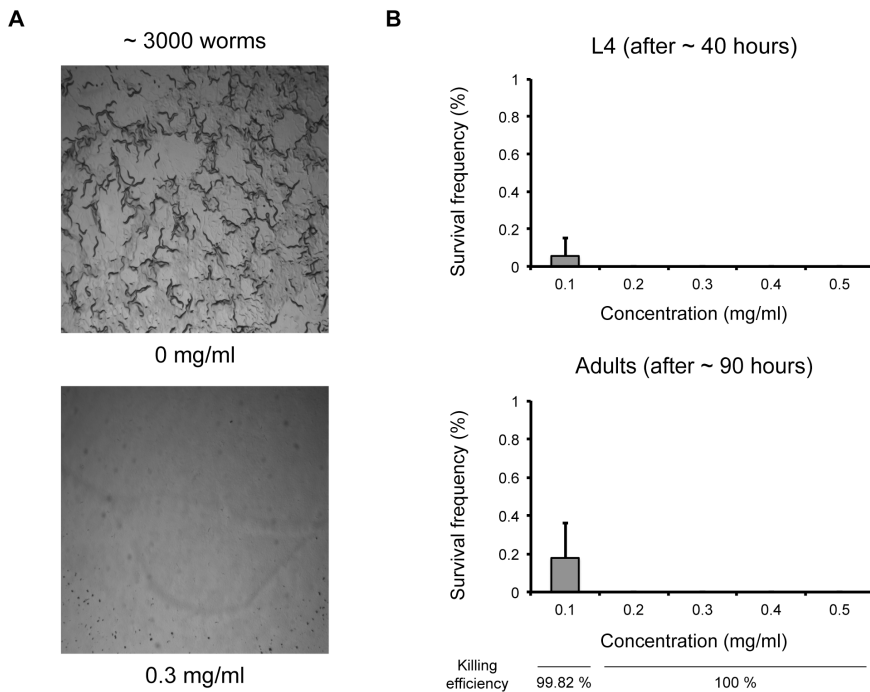 A
~ 3000 worms
0 mg/ml
0.3 mg/ml
B
L4 (after ~ 40 hours)
Survival frequency (%)
1
0.8
0.6
0.4
0.2
0
0.1 0.2 0.3 0.4 0.5
Concentration (mg/ml)
Adults (after ~ 90 hours)
Survival frequency (%)
1
0.8
0.6
0.4
0.2
0
0.1 0.2 0.3 0.4 0.5
Concentration (mg/ml)
Killing
efficiency 99.82 % 100 %